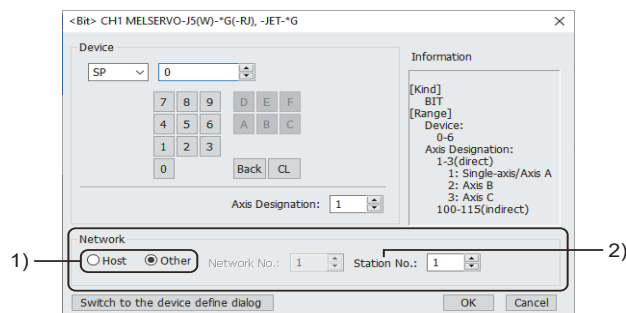 <Bit> CH1 MELSERVO-J5(W)-*G(-RJ), -JET-*G
Device
SP 0
7 8 9 D E F
4 5 6 A B C
1 2 3
0 Back CL
Axis Designation: 1
Information
[Kind]
BIT
[Range]
Device:
0-6
Axis Designation:
1-3(direct)
1: Single-axis/Axis A
2: Axis B
3: Axis C
100-115(indirect)
Network
1) Host Other Network No.: 1 Station No.: 1 2)
Switch to the device define dialog OK Cancel